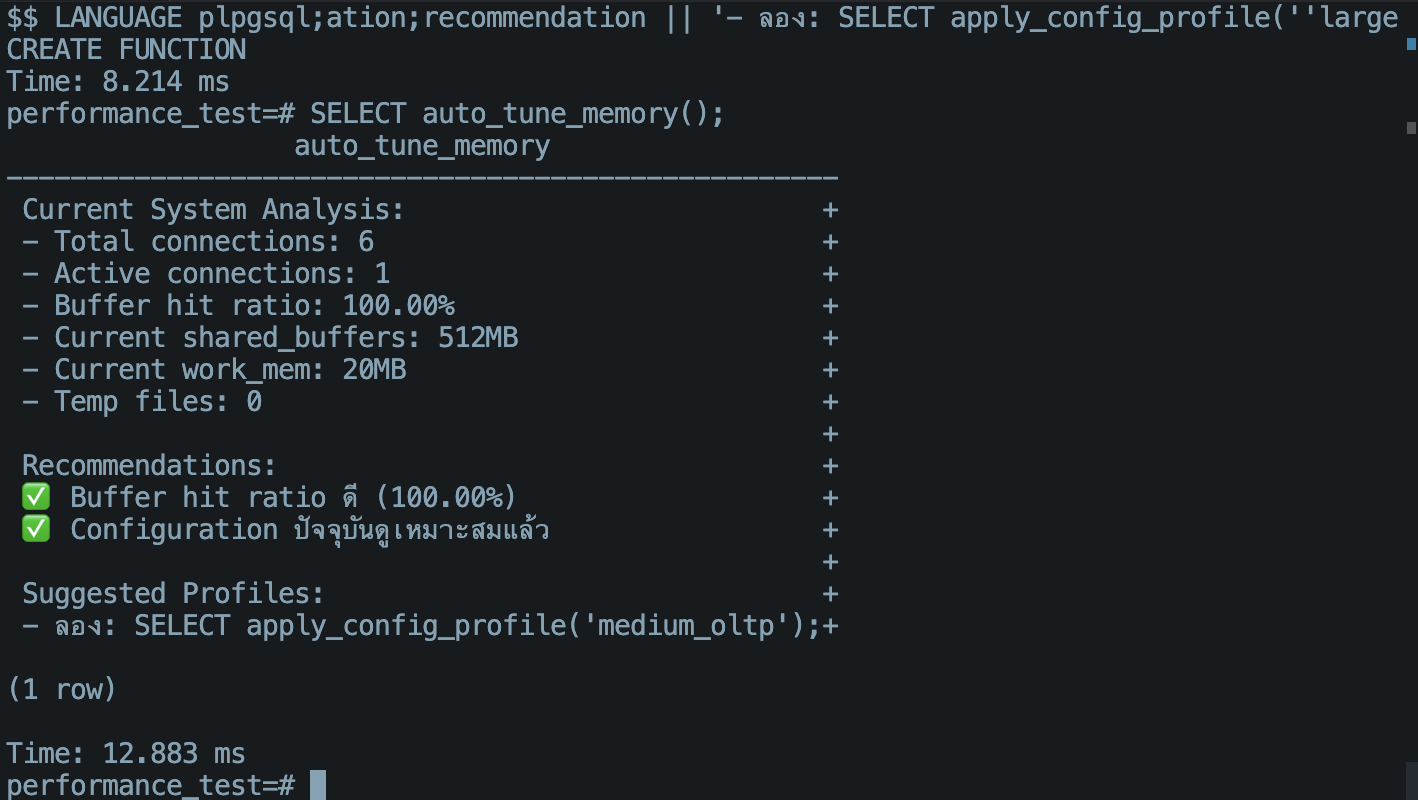 $$ LANGUAGE plpgsql;ation;recommendation || '- ลอง: SELECT apply_config_profile(''large
CREATE FUNCTION
Time: 8.214 ms
performance_test=# SELECT auto_tune_memory();
auto_tune_memory
----------------------------------------------------
Current System Analysis: +
- Total connections: 6 +
- Active connections: 1 +
- Buffer hit ratio: 100.00% +
- Current shared_buffers: 512MB +
- Current work_mem: 20MB +
- Temp files: 0 +
+
Recommendations: +
✅ Buffer hit ratio ดี (100.00%) +
✅ Configuration ปัจจุบันดูเหมาะสมแล้ว +
+
Suggested Profiles: +
- ลอง: SELECT apply_config_profile('medium_oltp');+
(1 row)
Time: 12.883 ms
performance_test=#